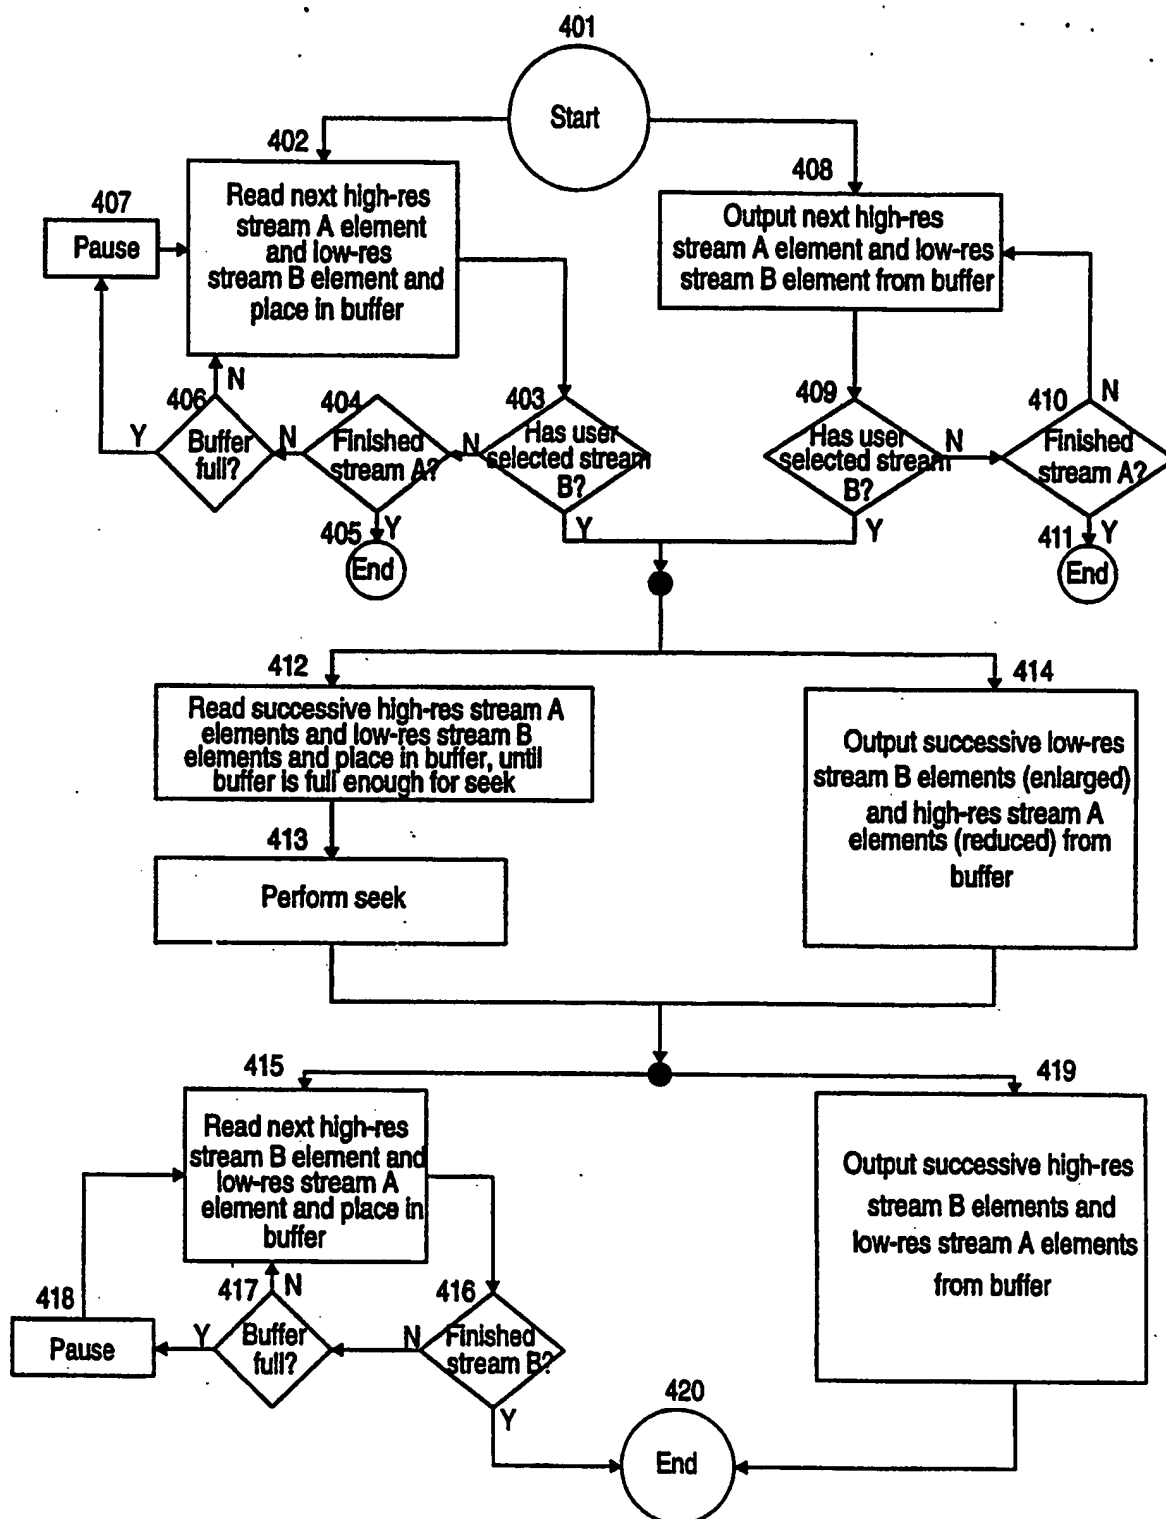 401
Start
402
Read next high-res
stream A element
and low-res
stream B element and
place in buffer
407
Pause
408
Output next high-res
stream A element and low-res
stream B element from buffer
N
406
Buffer
full?
Y
N
404
Finished
stream A?
N
403
Has user
selected stream
B?
409
Has user
selected stream
B?
N
410
N
Finished
stream A?
405
Y
End
Y
Y
411
Y
End
412
Read successive high-res stream A
elements and low-res stream B
elements and place in buffer, until
buffer is full enough for seek
414
Output successive low-res
stream B elements (enlarged)
and high-res stream A
elements (reduced) from
buffer
413
Perform seek
415
Read next high-res
stream B element and
low-res stream A
element and place in
buffer
419
Output successive high-res
stream B elements and
low-res stream A elements
from buffer
418
Pause
417
N
Y
Buffer
full?
416
N
Finished
stream B?
Y
420
End